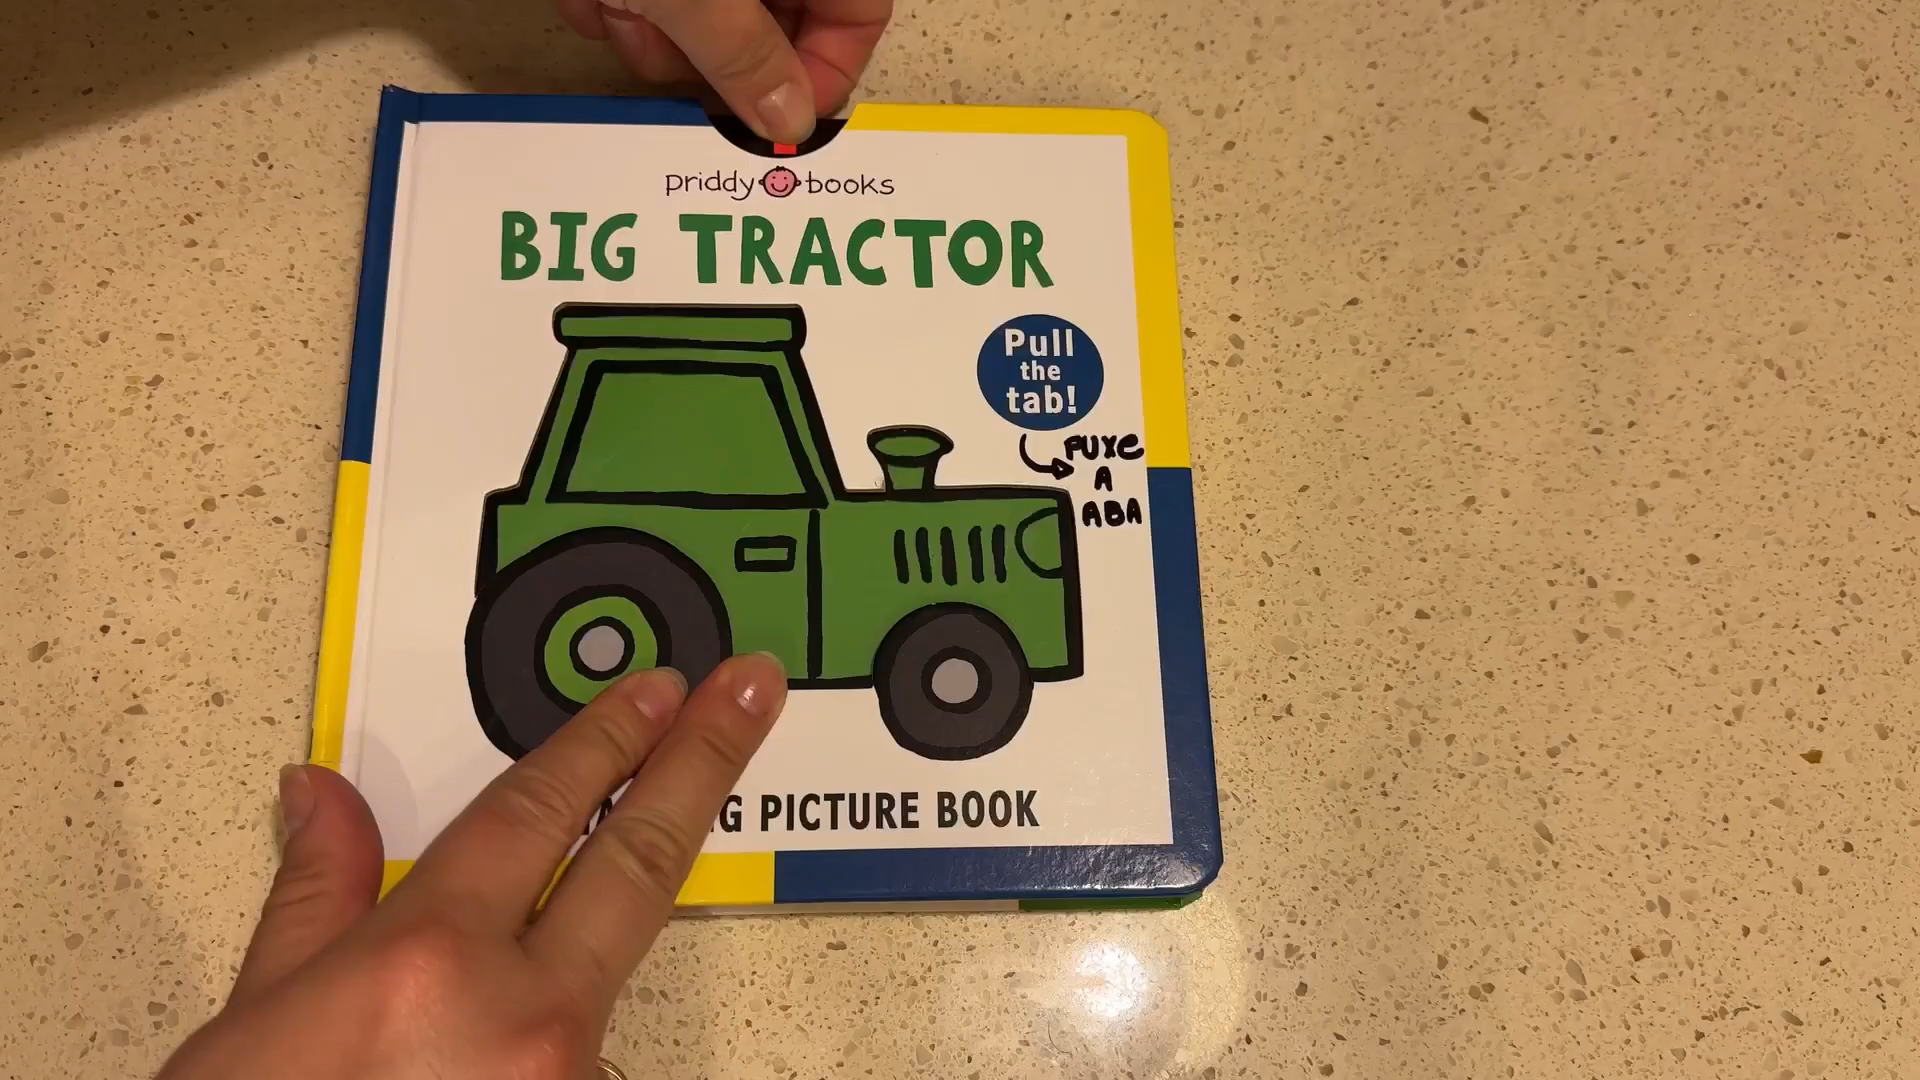 priddy books
BIG TRACTOR
Pull
the
tab!
PUXE
A
ABA
PICTURE BOOK